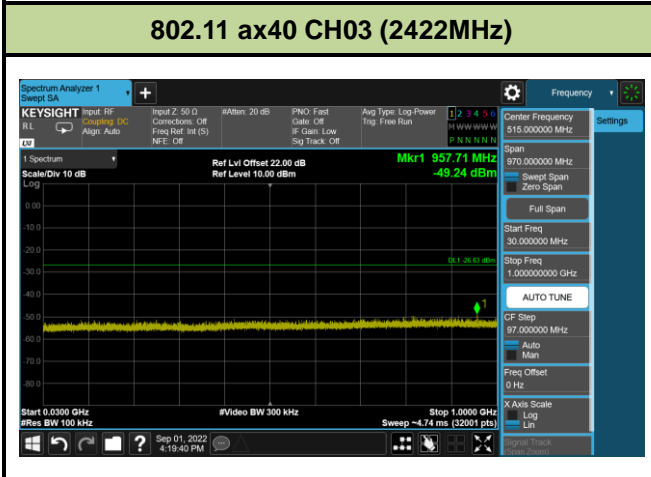 802.11 ax40 CH03 (2422MHz)
Spectrum Analyzer 1
Swept SA
Frequency
Settings
KEYSIGHT
RL
Input: RF
Coupling: DC
Align: Auto
Input Z: 50 Ω
Corrections: Off
Freq Ref: Int (S)
NFE: Off
#Atten: 20 dB
PNO: Fast
Gate: Off
IF Gain: Low
Sig Track: Off
Avg Type: Log-Power
Trig: Free Run
1 2 3 4 5 6
M W W W W W
P N N N N N
1 Spectrum
Scale/Div 10 dB
Log
Ref Lvl Offset 22.00 dB
Ref Level 10.00 dBm
Mkr1 957.71 MHz
-49.24 dBm
0.00
-10.0
-20.0
-30.0
-40.0
-50.0
-60.0
-70.0
-80.0
DL1 -26.63 dBm
1
Start 0.0300 GHz
#Res BW 100 kHz
#Video BW 300 kHz
Stop 1.0000 GHz
Sweep ~4.74 ms (32001 pts)
Center Frequency
515.000000 MHz
Span
970.000000 MHz
Swept Span
Zero Span
Full Span
Start Freq
30.000000 MHz
Stop Freq
1.000000000 GHz
AUTO TUNE
CF Step
97.000000 MHz
Auto
Man
Freq Offset
0 Hz
X Axis Scale
Log
Lin
Signal Track
(Span Zoom)
Sep 01, 2022
4:19:40 PM